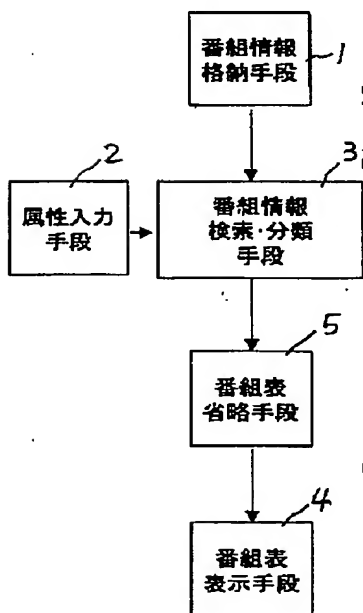 番組情報
格納手段
1
2
属性入力
手段
3
番組情報
検索・分類
手段
5
番組表
省略手段
4
番組表
表示手段